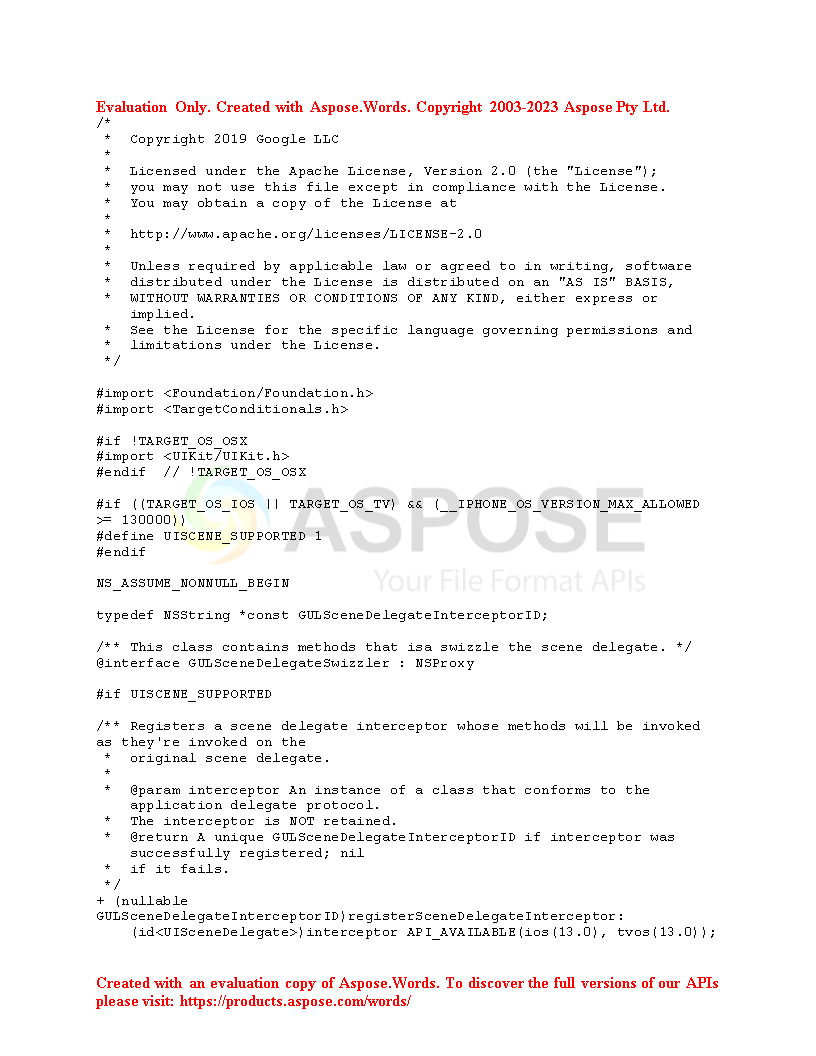 Evaluation Only. Created with Aspose.Words. Copyright 2003-2023 Aspose Pty Ltd.
/*
 *  Copyright 2019 Google LLC
 *
 *  Licensed under the Apache License, Version 2.0 (the "License");
 *  you may not use this file except in compliance with the License.
 *  You may obtain a copy of the License at
 *
 *  http://www.apache.org/licenses/LICENSE-2.0
 *
 *  Unless required by applicable law or agreed to in writing, software
 *  distributed under the License is distributed on an "AS IS" BASIS,
 *  WITHOUT WARRANTIES OR CONDITIONS OF ANY KIND, either express or
    implied.
 *  See the License for the specific language governing permissions and
 *  limitations under the License.
 */

#import <Foundation/Foundation.h>
#import <TargetConditionals.h>

#if !TARGET_OS_OSX
#import <UIKit/UIKit.h>
#endif  // !TARGET_OS_OSX

#if ((TARGET_OS_IOS || TARGET_OS_TV) && (__IPHONE_OS_VERSION_MAX_ALLOWED
>= 130000))
#define UISCENE_SUPPORTED 1
#endif
ASPOSE
Your File Format APIs

NS_ASSUME_NONNULL_BEGIN

typedef NSString *const GULSceneDelegateInterceptorID;

/** This class contains methods that isa swizzle the scene delegate. */
@interface GULSceneDelegateSwizzler : NSProxy

#if UISCENE_SUPPORTED

/** Registers a scene delegate interceptor whose methods will be invoked
as they're invoked on the
 *  original scene delegate.
 *
 *  @param interceptor An instance of a class that conforms to the
    application delegate protocol.
 *  The interceptor is NOT retained.
 *  @return A unique GULSceneDelegateInterceptorID if interceptor was
    successfully registered; nil
 *  if it fails.
 */
+ (nullable
GULSceneDelegateInterceptorID)registerSceneDelegateInterceptor:
    (id<UISceneDelegate>)interceptor API_AVAILABLE(ios(13.0), tvos(13.0));

Created with an evaluation copy of Aspose.Words. To discover the full versions of our APIs
please visit: https://products.aspose.com/words/